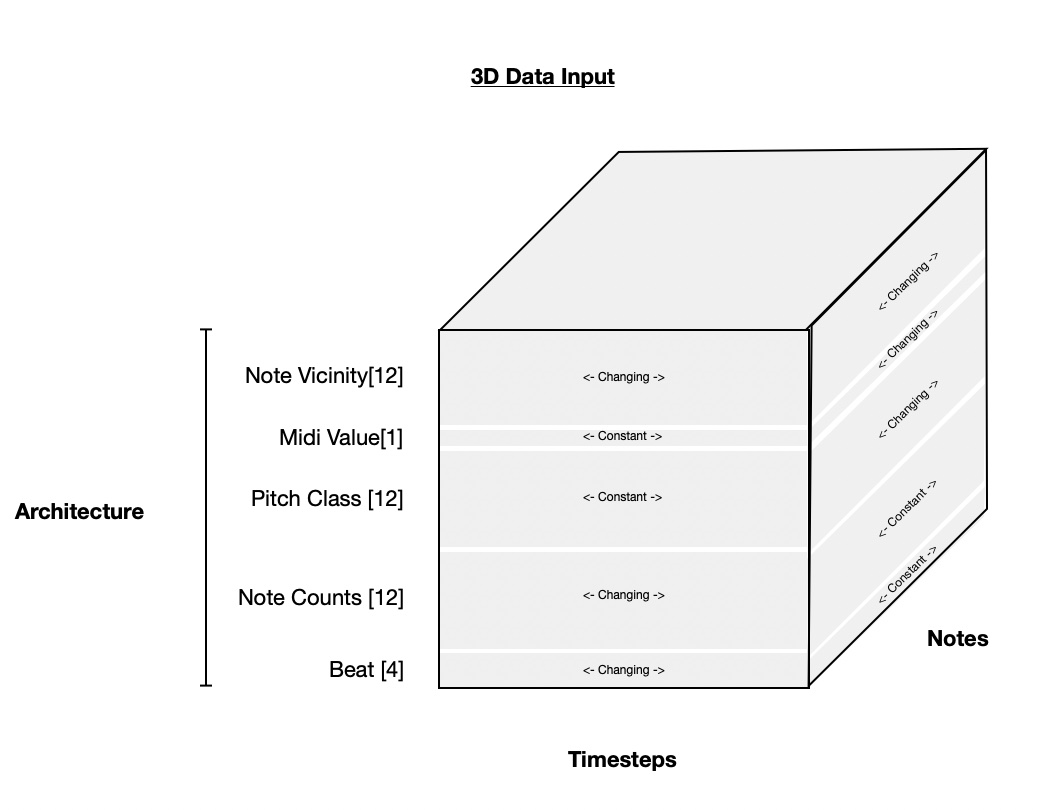 3D Data Input
Note Vicinity[12]
<- Changing ->
<- Changing ->
Midi Value[1]
<- Constant ->
<- Changing ->
Pitch Class [12]
<- Constant ->
<- Changing ->
Architecture
Note Counts [12]
<- Changing ->
<- Constant ->
Beat [4]
<- Changing ->
<- Constant ->
Notes
Timesteps